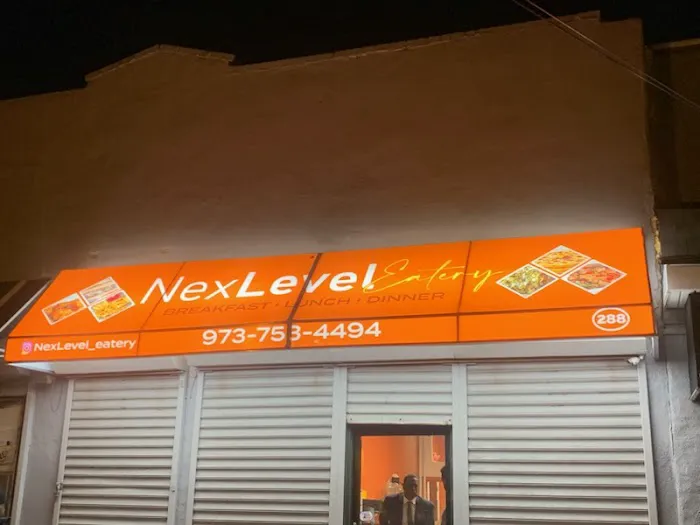 NexLevel Eatery
BREAKFAST · LUNCH · DINNER
973-753-4494
NexLevel_eatery
288